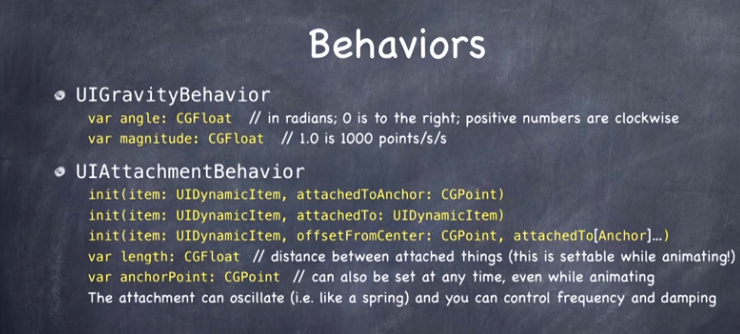 Behaviors
UIGravityBehavior
var angle: CGFloat // in radians; 0 is to the right; positive numbers are clockwise
var magnitude: CGFloat // 1.0 is 1000 points/s/s
UIAttachmentBehavior
init(item: UIDynamicItem, attachedToAnchor: CGPoint)
init(item: UIDynamicItem, attachedTo: UIDynamicItem)
init(item: UIDynamicItem, offsetFromCenter: CGPoint, attachedTo[Anchor]…)
var length: CGFloat // distance between attached things (this is settable while animating!)
var anchorPoint: CGPoint // can also be set at any time, even while animating
The attachment can oscillate (i.e. like a spring) and you can control frequency and damping